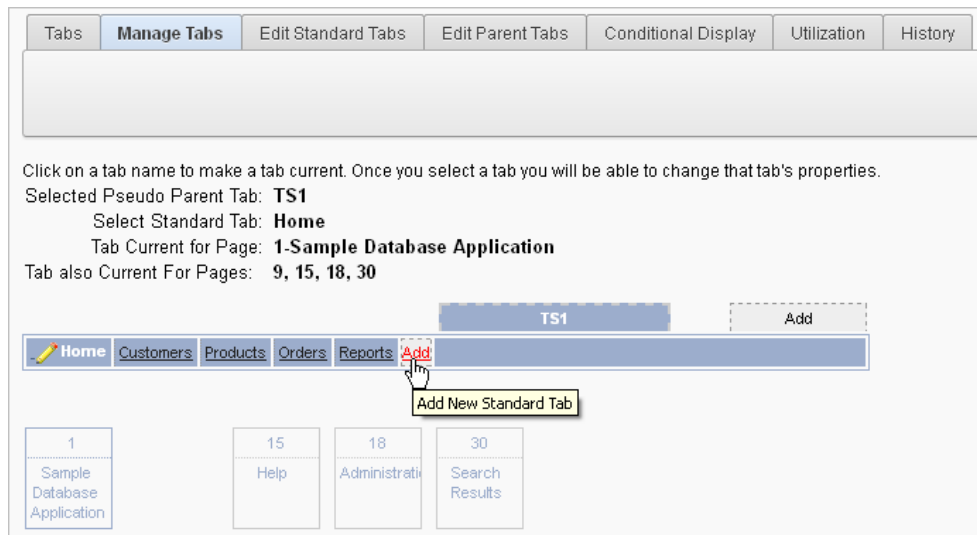 Tabs Manage Tabs Edit Standard Tabs Edit Parent Tabs Conditional Display Utilization History
Click on a tab name to make a tab current. Once you select a tab you will be able to change that tab's properties.
Selected Pseudo Parent Tab: TS1
Select Standard Tab: Home
Tab Current for Page: 1-Sample Database Application
Tab also Current For Pages: 9, 15, 18, 30
TS1 Add
Home Customers Products Orders Reports Add
Add New Standard Tab
1 15 18 30
Sample Help Administrati Search
Database Results
Application